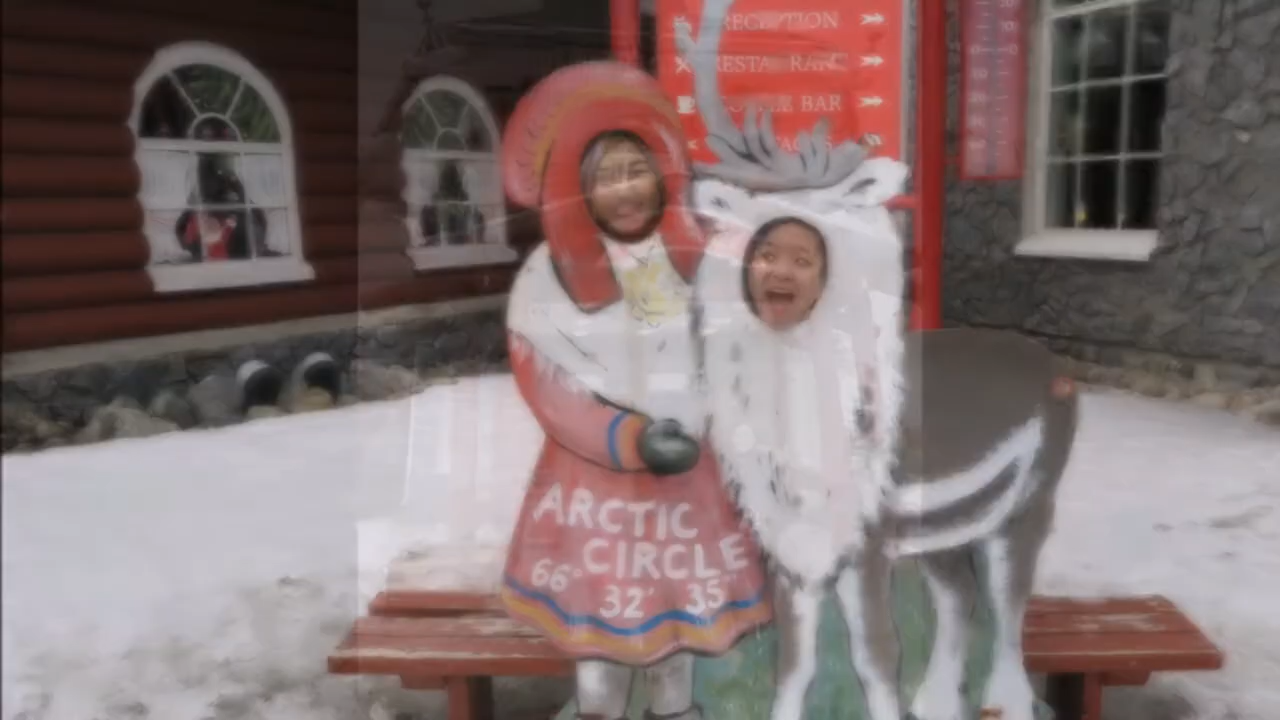 RECEPTION
RESTAURANT
BAR
ARCTIC
CIRCLE
66°
32' 35"